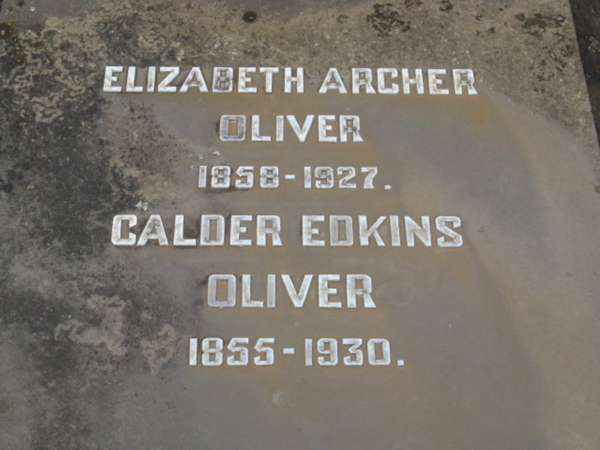 ELIZABETH ARCHER
OLIVER
1858-1927.
CALDER EDKINS
OLIVER
1855-1930.